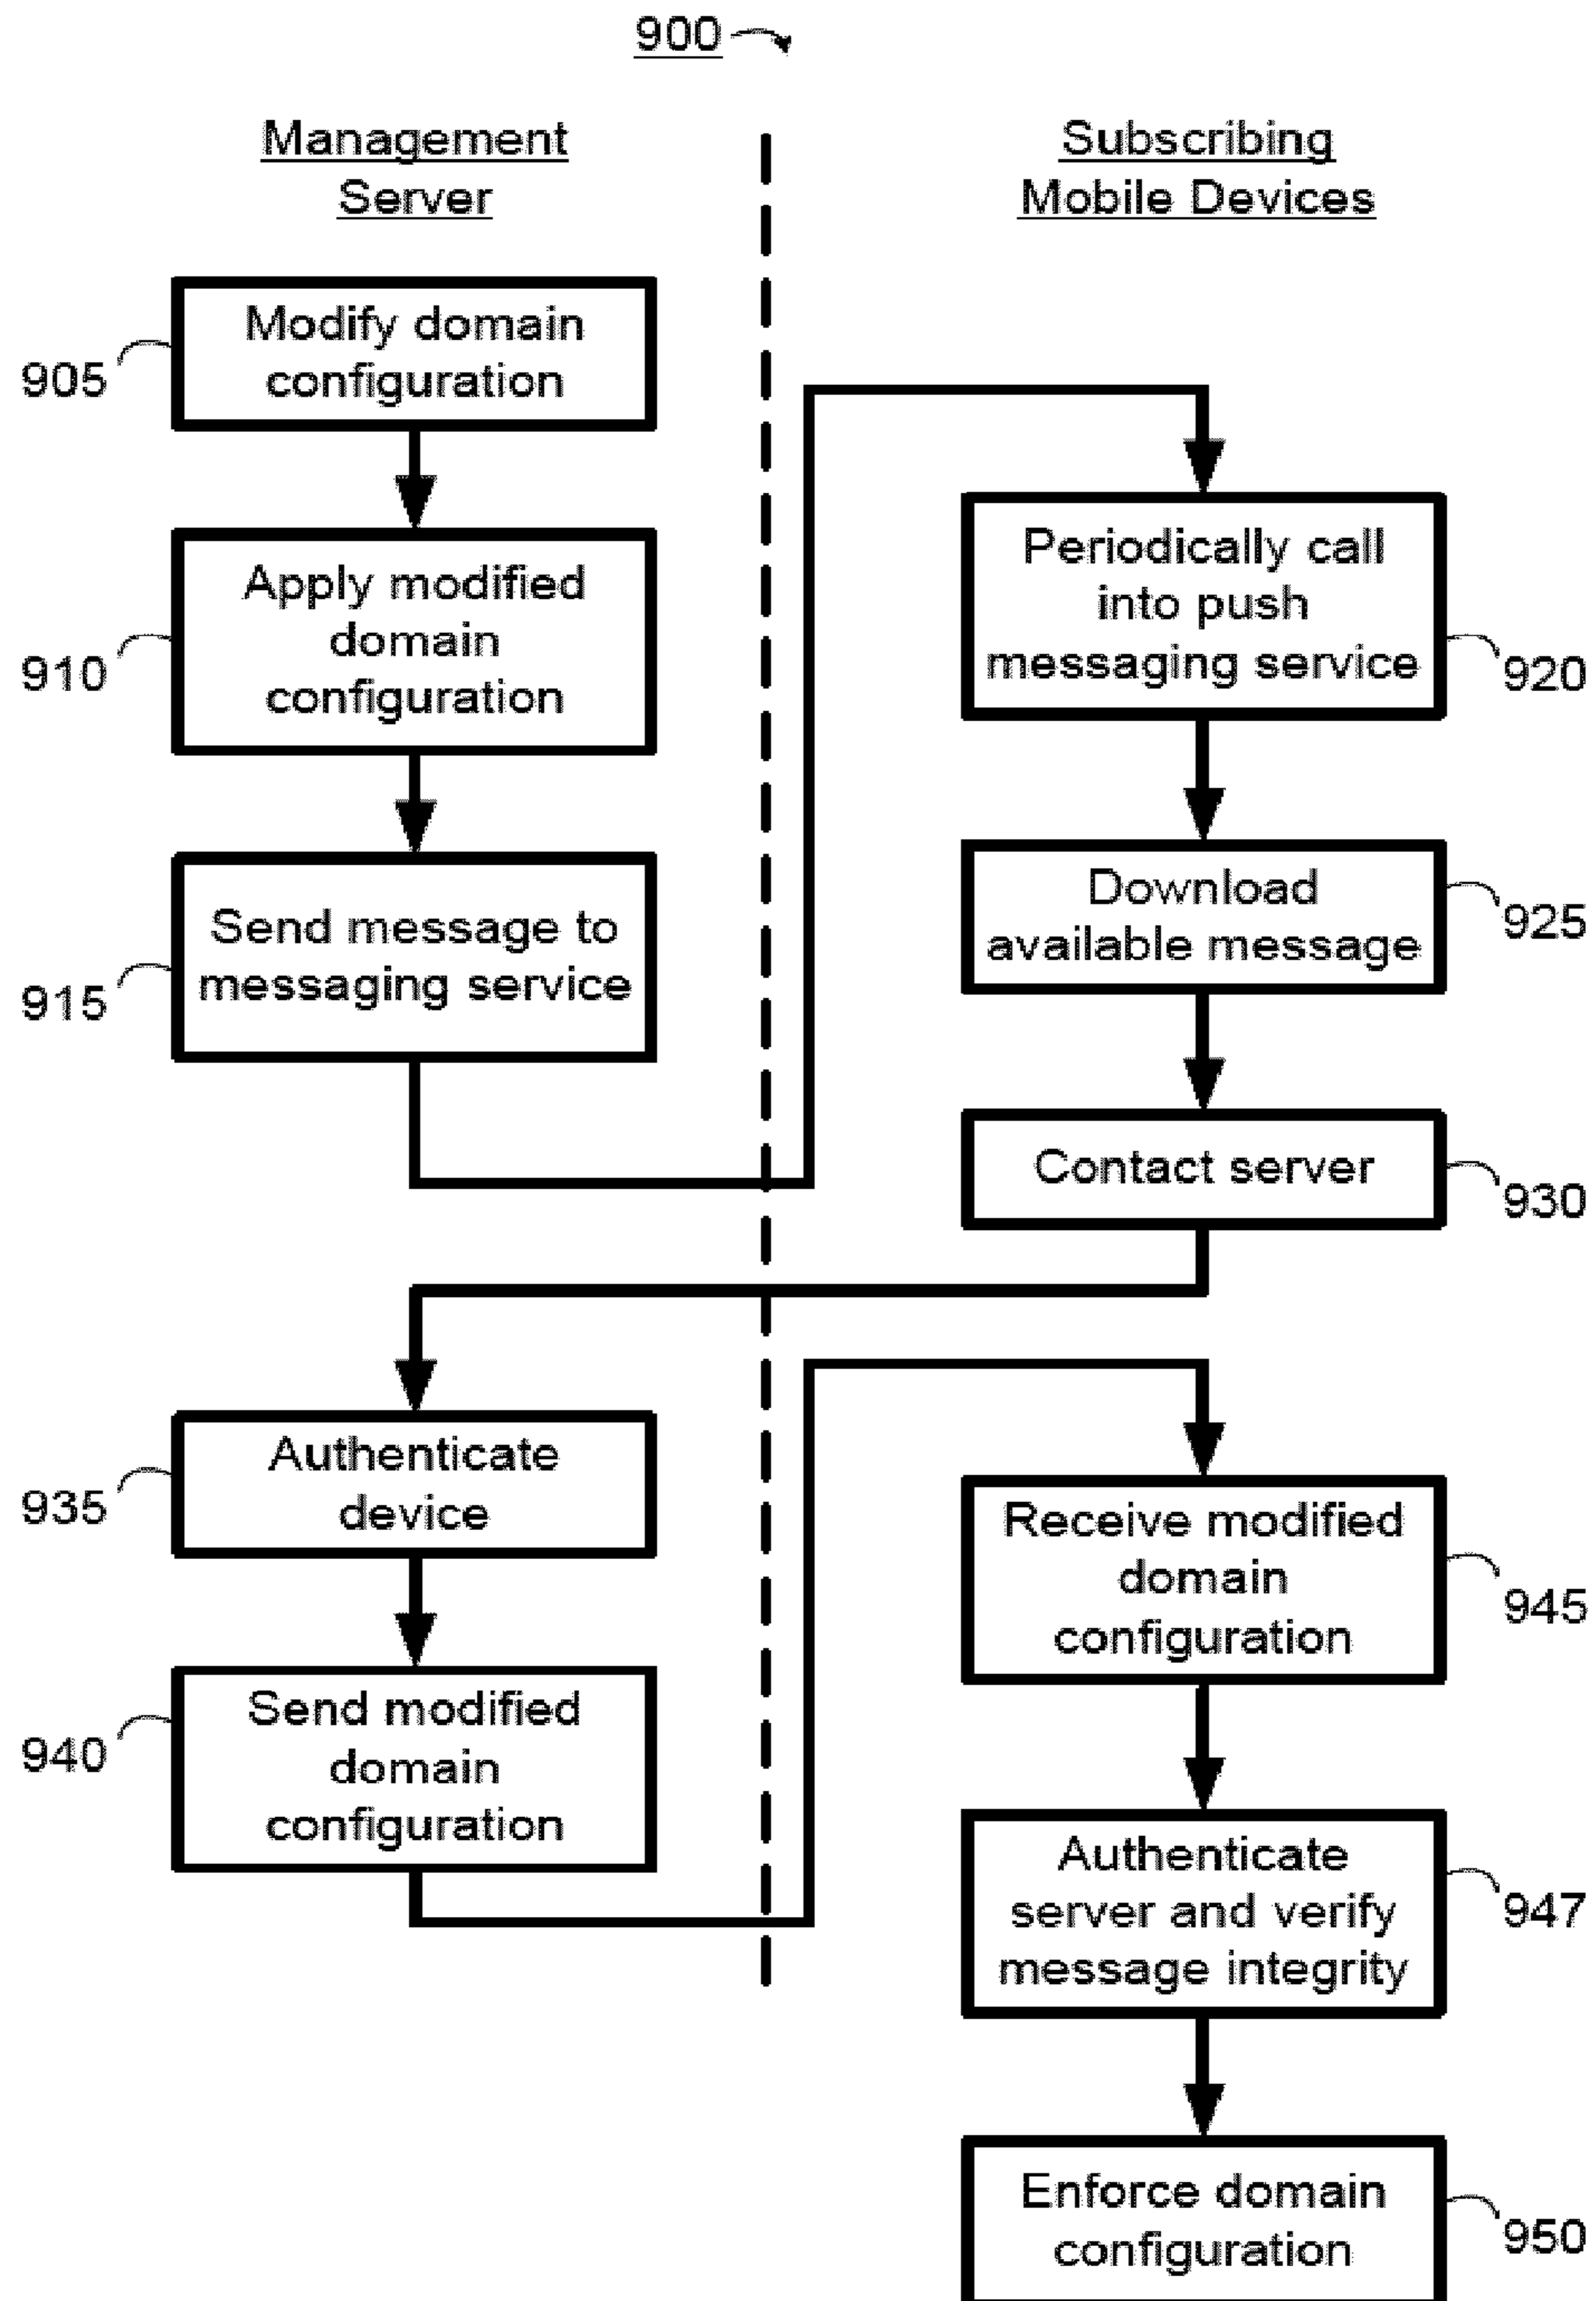 900
Management
Server
Subscribing
Mobile Devices
Modify domain
configuration
905
Apply modified
domain
configuration
910
Send message to
messaging service
915
Periodically call
into push
messaging service
920
Download
available message
925
Contact server
930
Authenticate
device
935
Send modified
domain
configuration
940
Receive modified
domain
configuration
945
Authenticate
server and verify
message integrity
947
Enforce domain
configuration
950